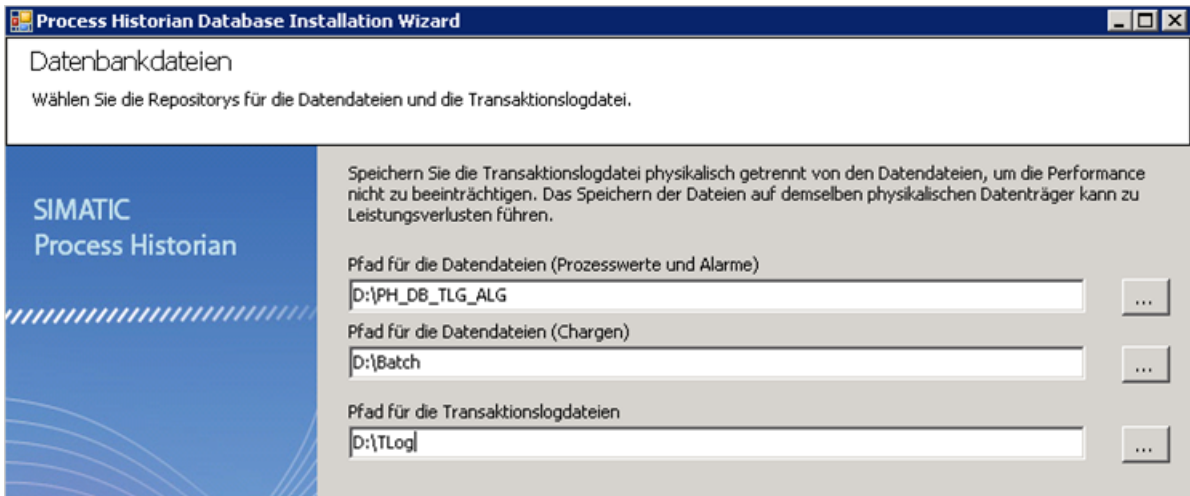 Process Historian Database Installation Wizard
Datenbankdateien
Wählen Sie die Repositorys für die Datendateien und die Transaktionslogdatei.
SIMATIC
Process Historian
Speichern Sie die Transaktionslogdatei physikalisch getrennt von den Datendateien, um die Performance
nicht zu beeinträchtigen. Das Speichern der Dateien auf demselben physikalischen Datenträger kann zu
Leistungsverlusten führen.
Pfad für die Datendateien (Prozesswerte und Alarme)
D:\PH_DB_TLG_ALG
...
Pfad für die Datendateien (Chargen)
D:\Batch
...
Pfad für die Transaktionslogdateien
D:\TLog
...